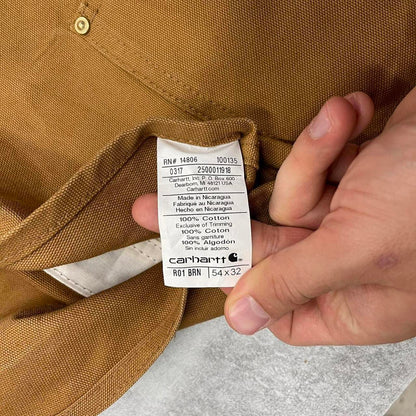 RN# 14806 100135
0317 2500011918
Carhartt, Inc. P.O. Box 600
Dearborn, MI 48121 USA
Made in Nicaragua
Fabriqué au Nicaragua
Hecho en Nicaragua
100% Cotton
Exclusive of Trimming
100% Coton
Sans garniture
100% Algodón
Sin incluir adorno
carhartt
R01 BRN 54 X 32